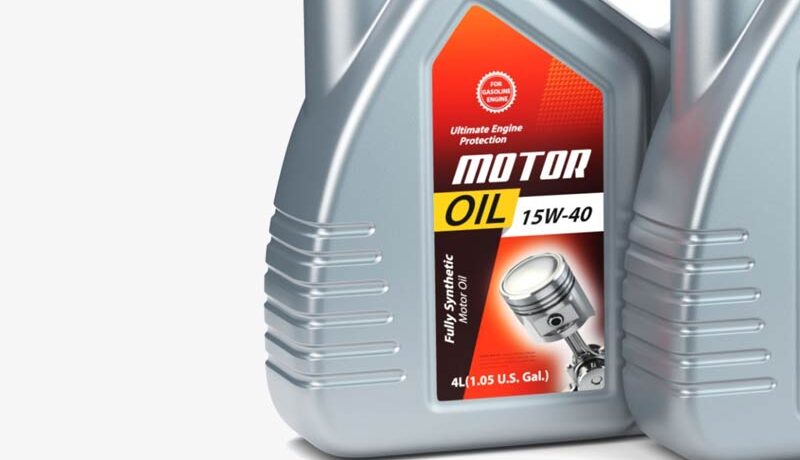 FOR
GASOLINE
ENGINE
Ultimate Engine
Protection
MOTOR
OIL 15W-40
Fully Synthetic
Motor Oil
4L(1.05 U.S. Gal.)